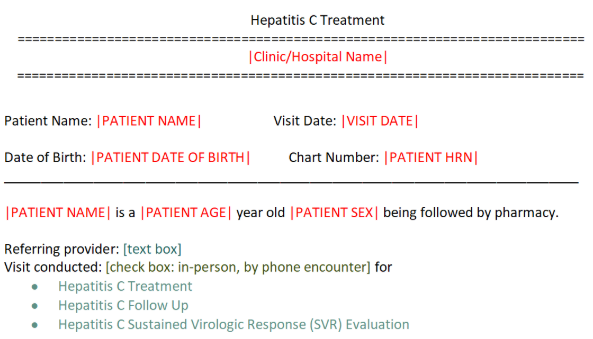 Hepatitis C Treatment
================================================================================
|Clinic/Hospital Name|
================================================================================
Patient Name: |PATIENT NAME| Visit Date: |VISIT DATE|
Date of Birth: |PATIENT DATE OF BIRTH| Chart Number: |PATIENT HRN|
|PATIENT NAME| is a |PATIENT AGE| year old |PATIENT SEX| being followed by pharmacy.
Referring provider: [text box]
Visit conducted: [check box: in-person, by phone encounter] for
• Hepatitis C Treatment
• Hepatitis C Follow Up
• Hepatitis C Sustained Virologic Response (SVR) Evaluation